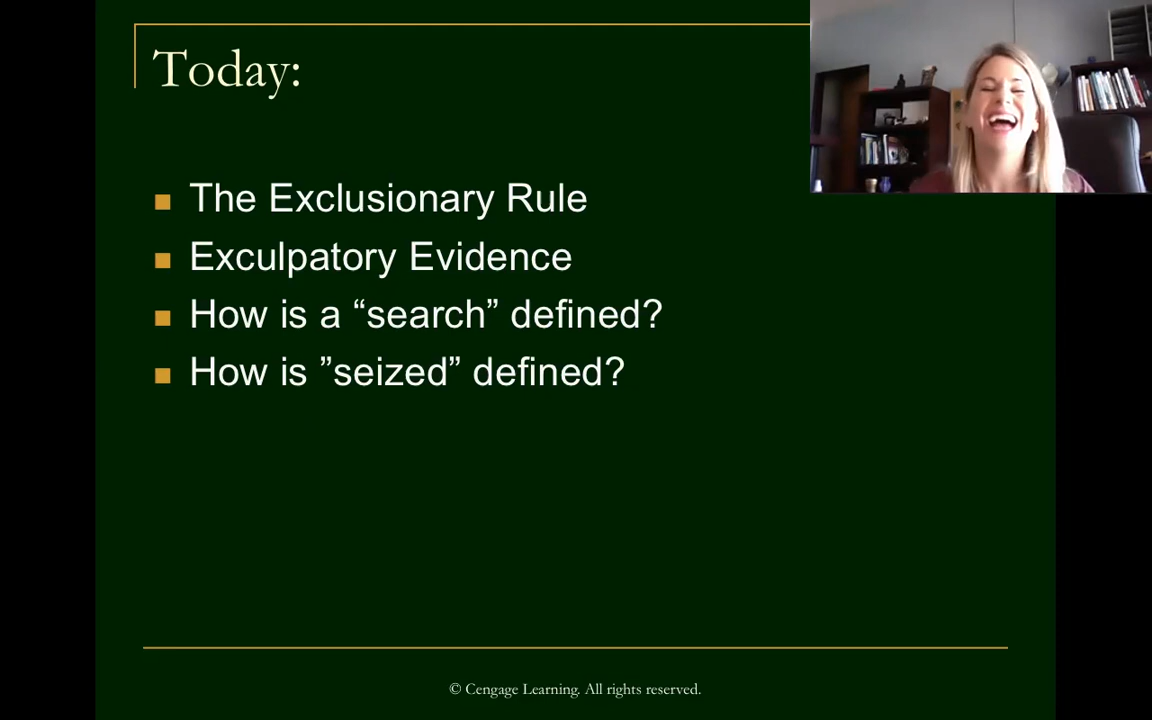 Today:
The Exclusionary Rule
Exculpatory Evidence
How is a “search” defined?
How is ”seized” defined?
© Cengage Learning. All rights reserved.